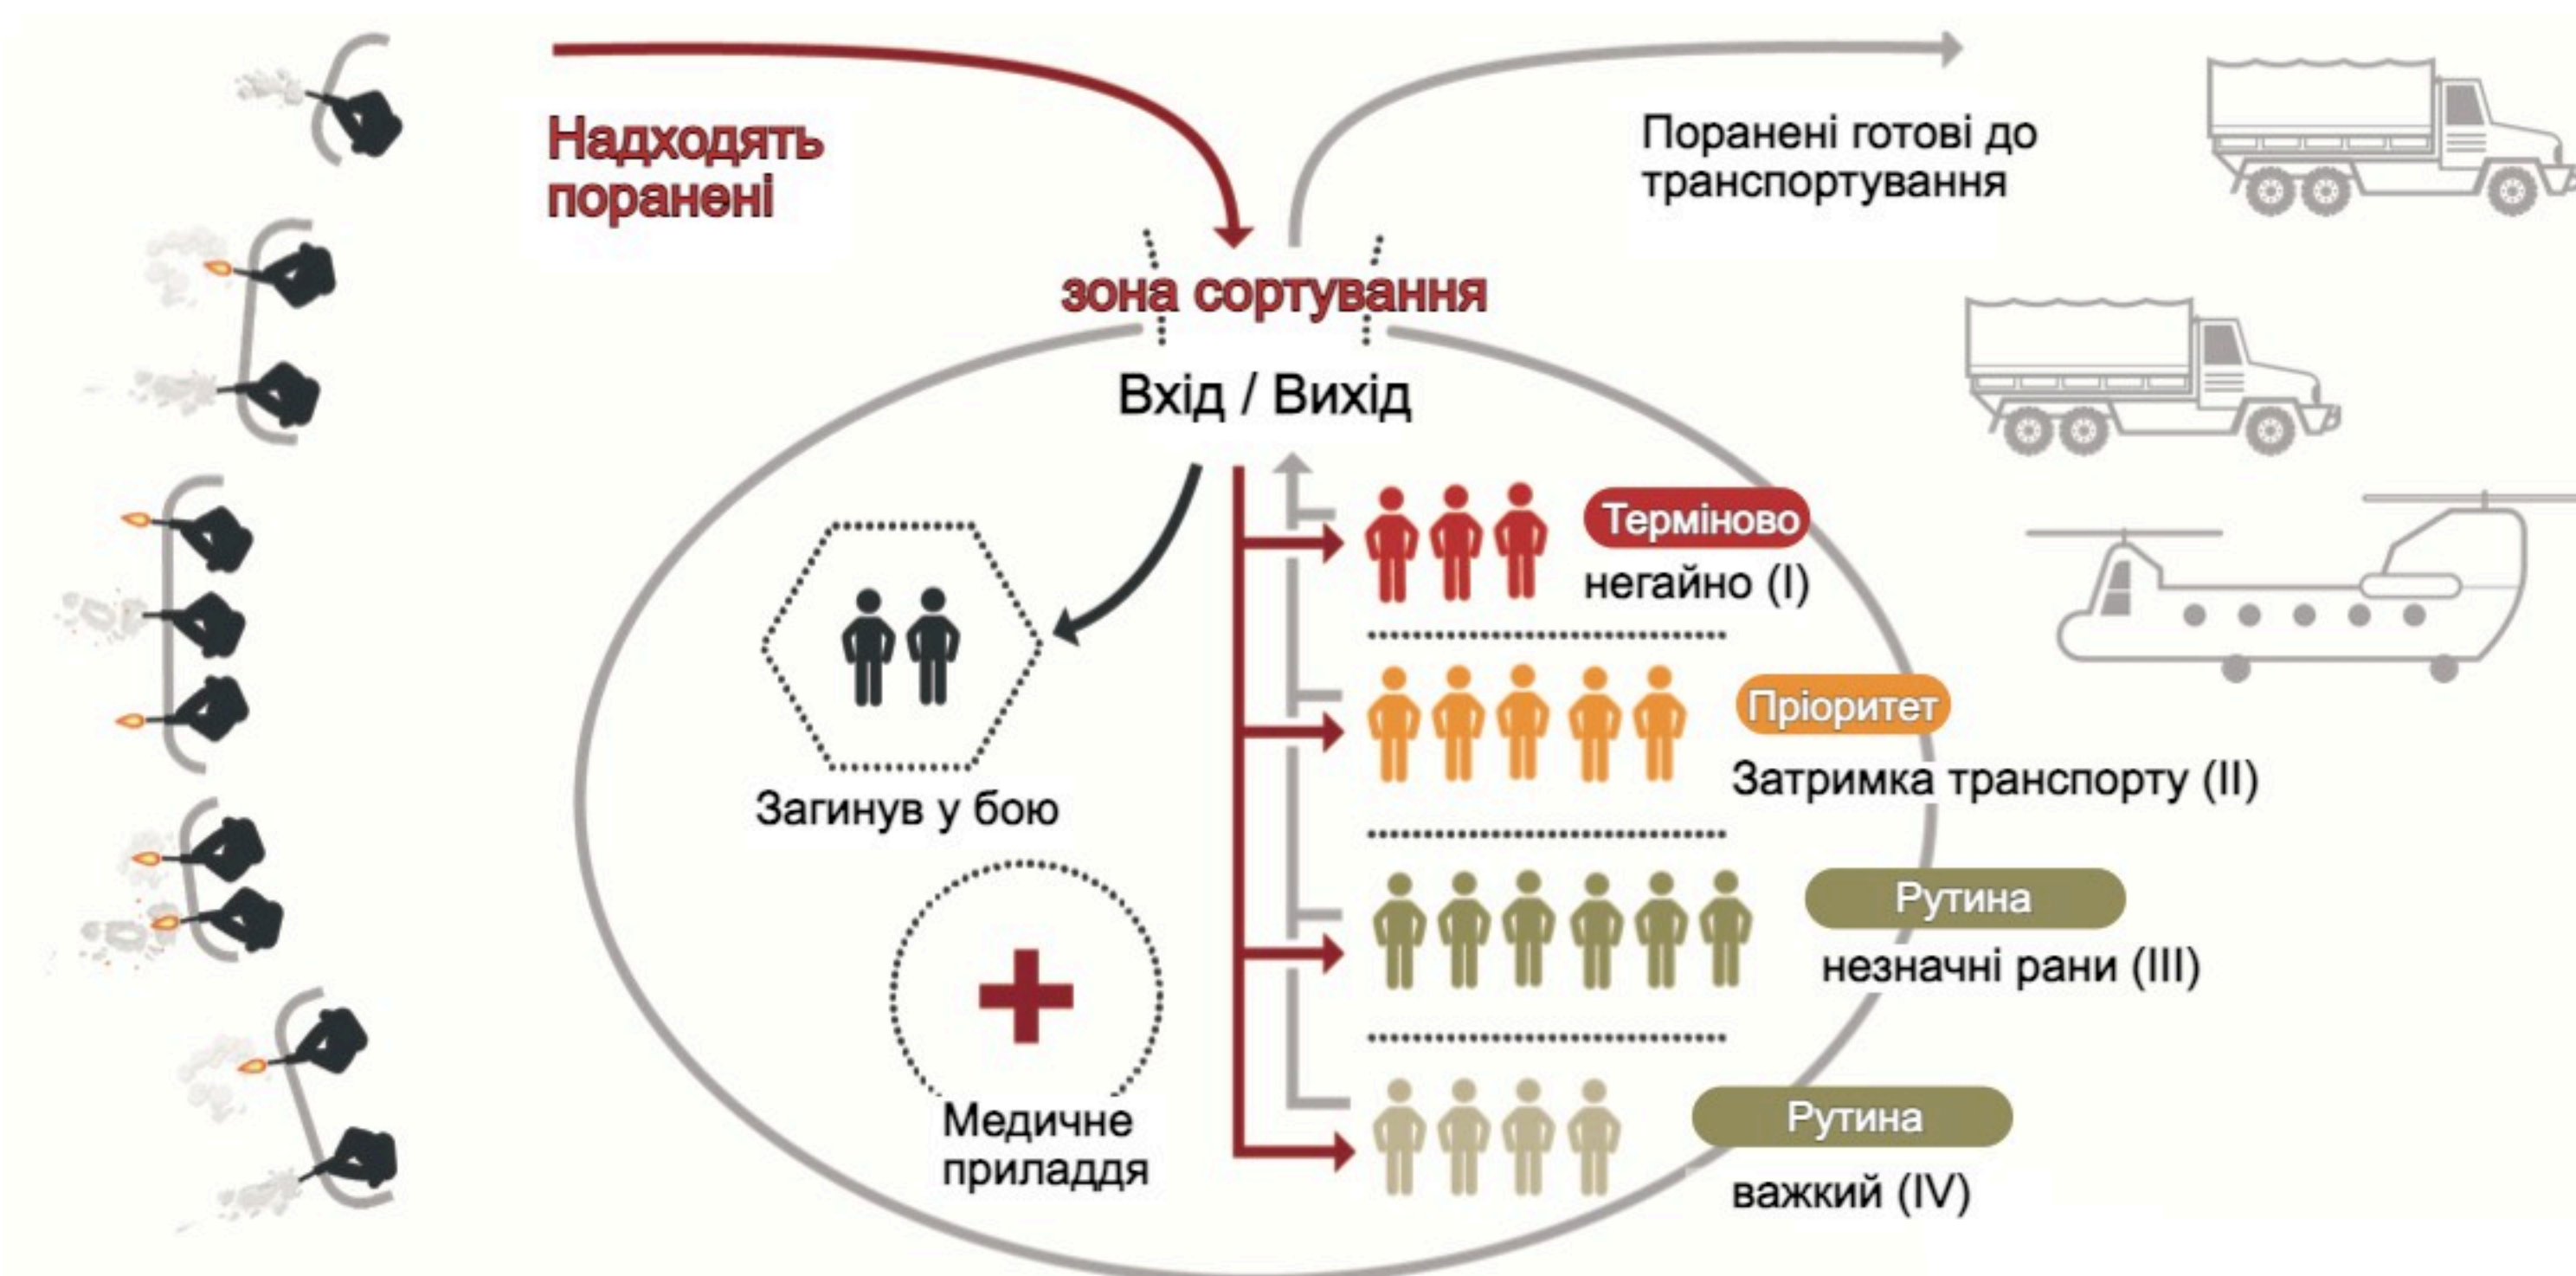 Надходять
поранені
Поранені готові до
транспортування
зона сортування
Вхід / Вихід
Терміново
негайно (I)
Пріоритет
Затримка транспорту (II)
Загинув у бою
Рутина
незначні рани (III)
Медичне
приладдя
Рутина
важкий (IV)